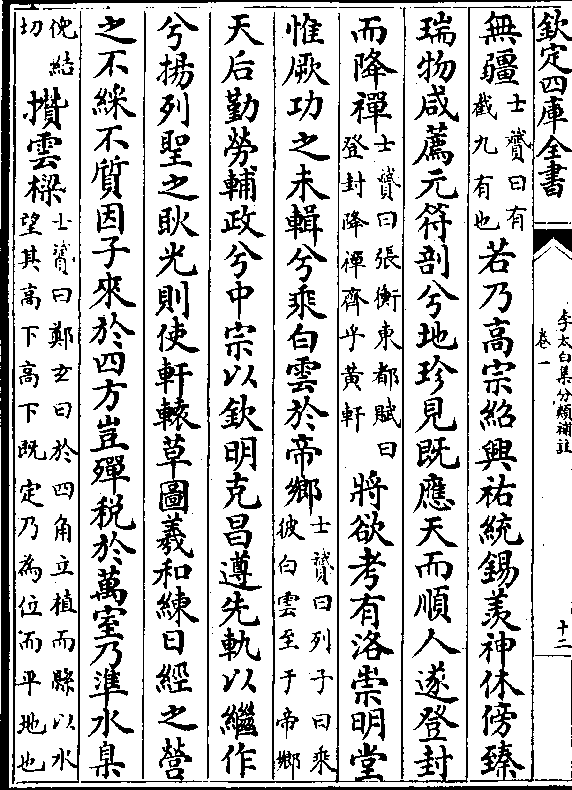 欽定四庫全書
李太白集分類補註
卷一
十二
無疆士贇曰有截九有也若乃高宗紹興祐統錫羨神休傍臻
瑞物咸薦元符剖兮地珍見既應天而順人遂登封
而降禪士贇曰張衡東都賦曰登封降禪齊乎黃軒將欲考有洛崇明堂
惟厥功之未輯兮乘白雲於帝鄉士贇曰列子曰乘彼白雲至于帝鄉
天后勤勞輔政兮中宗以欽明克昌遵先軌以繼作
兮揚列聖之耿光則使軒轅草圖羲和練日經之營
之不綵不質因子來於四方豈殫税於萬室乃準水臬
倪結切攢雲樑士贇曰鄭玄曰於四角立植而縣以水望其高下高下既定乃為位而平地也